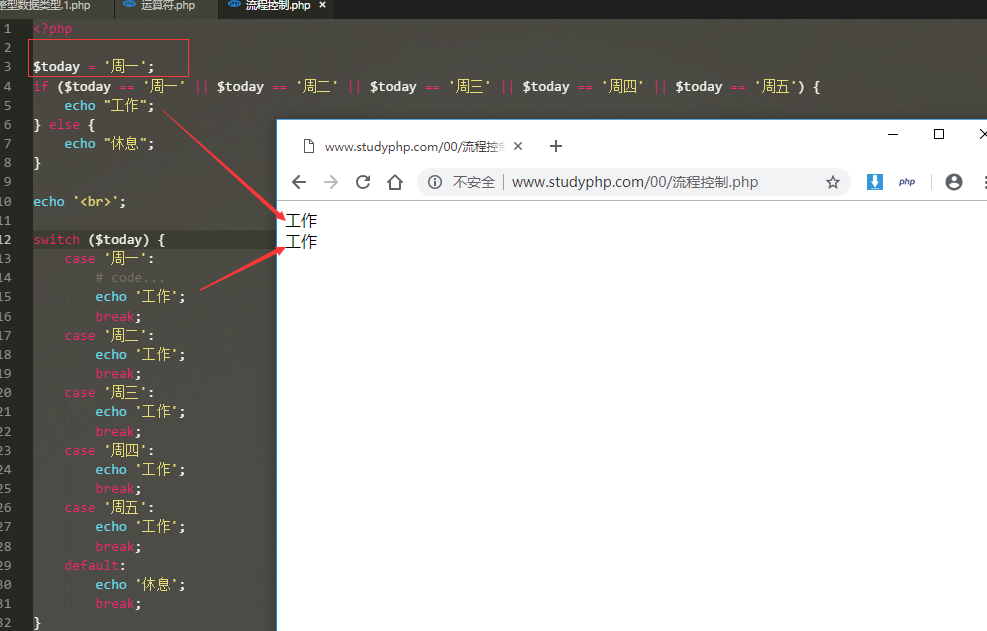 整型数据类型.1.php 运算符.php 流程控制.php ×
1 <?php
2
3 $today = '周一';
4 if ($today == '周一' || $today == '周二' || $today == '周三' || $today == '周四' || $today == '周五') {
5 echo "工作";
6 } else {
7 echo "休息";
8 }
9
10 echo '<br>';
11
12 switch ($today) {
13 case '周一':
14 # code...
15 echo '工作';
16 break;
17 case '周二':
18 echo '工作';
19 break;
20 case '周三':
21 echo '工作';
22 break;
23 case '周四':
24 echo '工作';
25 break;
26 case '周五':
27 echo '工作';
28 break;
29 default:
30 echo '休息';
31 break;
32 }
www.studyphp.com/00/流程控制
不安全 www.studyphp.com/00/流程控制.php php
工作
工作